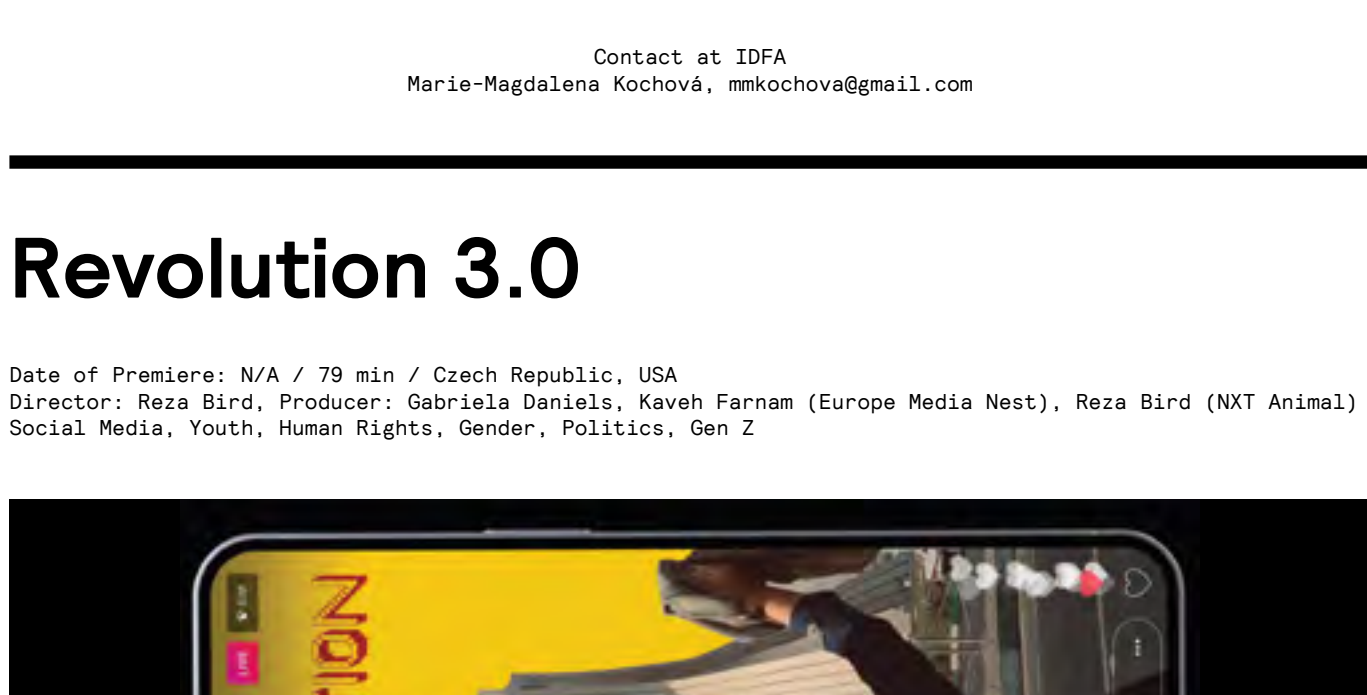 Contact at IDFA
Marie-Magdalena Kochová, mmkochova@gmail.com
Revolution 3.0
Date of Premiere: N/A / 79 min / Czech Republic, USA
Director: Reza Bird, Producer: Gabriela Daniels, Kaveh Farnam (Europe Media Nest), Reza Bird (NXT Animal)
Social Media, Youth, Human Rights, Gender, Politics, Gen Z
LIVE